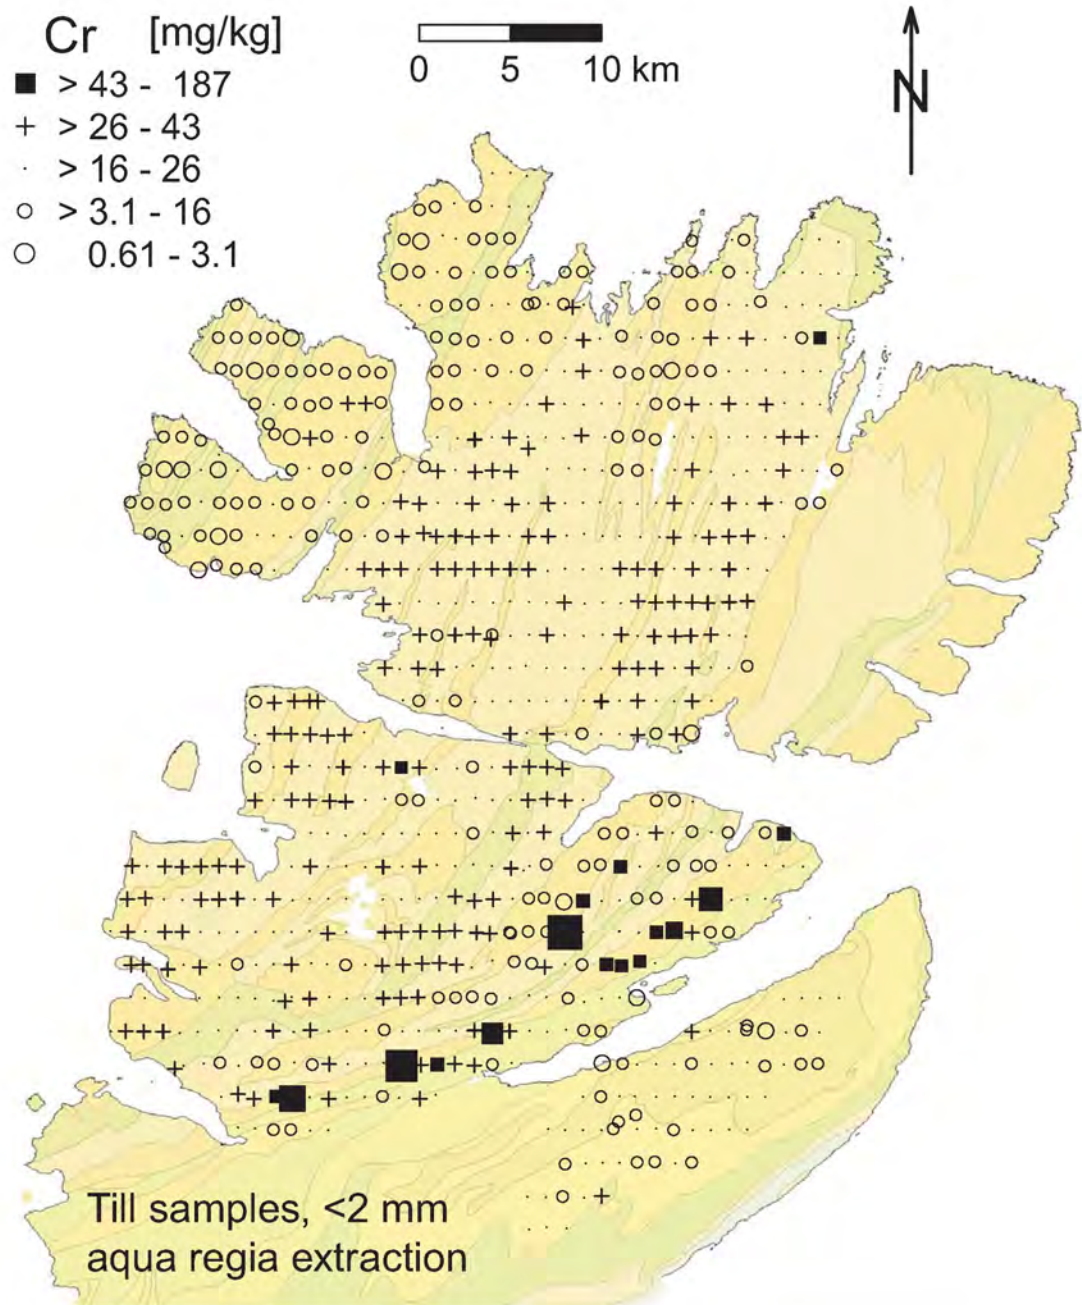 Cr [mg/kg]
> 43 - 187
> 26 - 43
> 16 - 26
> 3.1 - 16
0.61 - 3.1
0 5 10 km
N
Till samples, <2 mm
aqua regia extraction